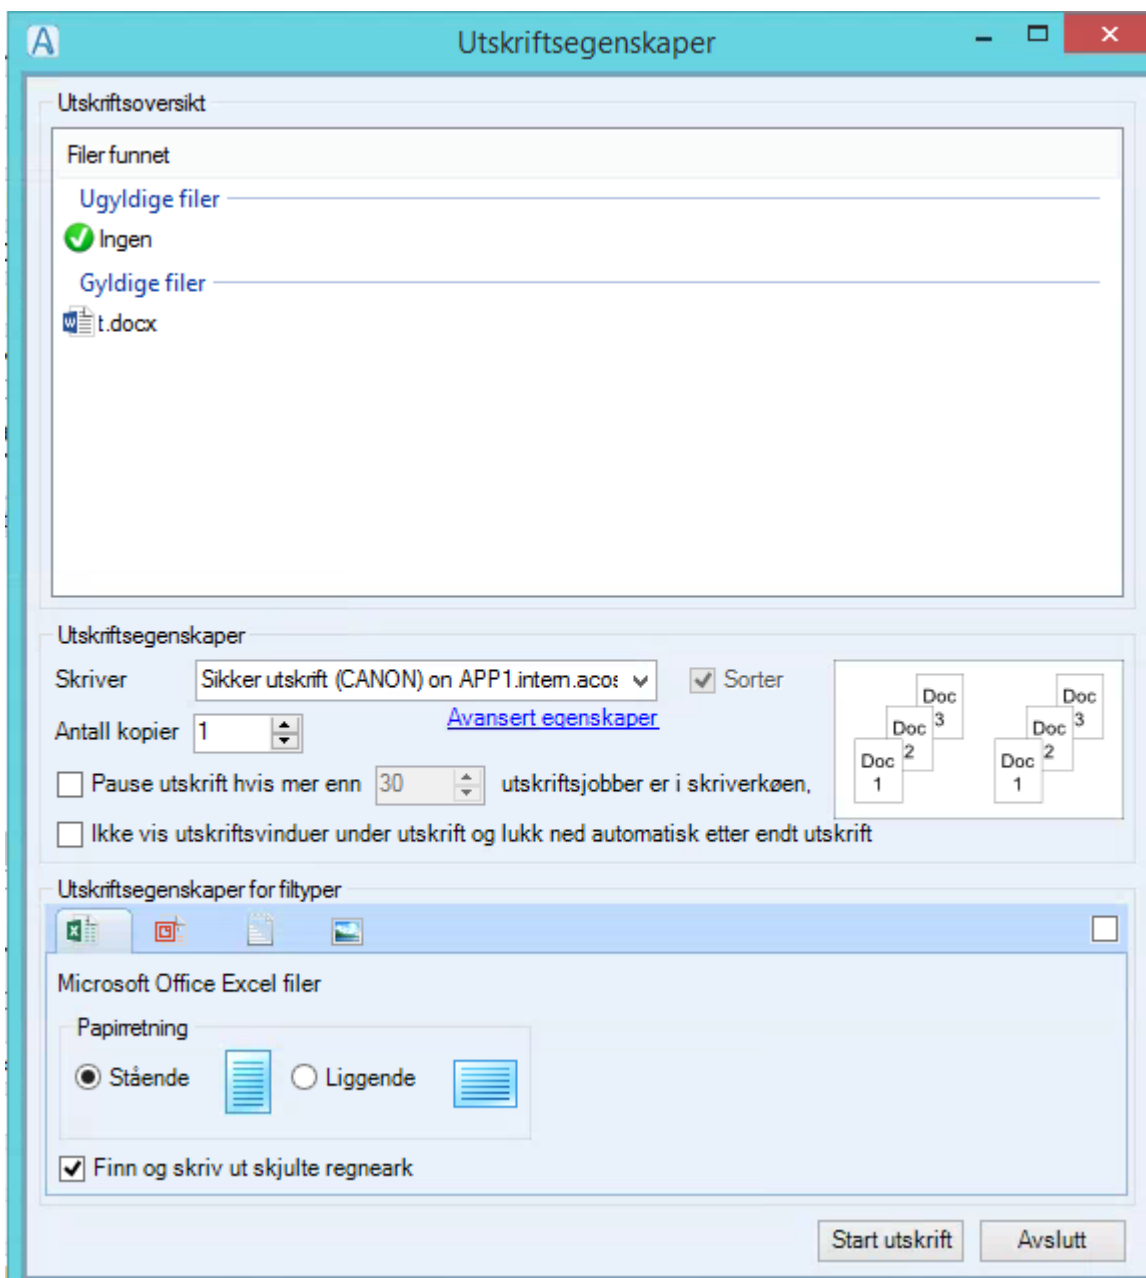 A
Utskriftsegenskaper
Utskriftsoversikt
Filer funnet
Ugyldige filer
Ingen
Gyldige filer
t.docx
Utskriftsegenskaper
Skriver Sikker utskrift (CANON) on APP1.intern.acos Sorter
Avansert egenskaper
Antall kopier 1
Pause utskrift hvis mer enn 30 utskriftsjobber er i skriverkøen,
Ikke vis utskriftsvinduer under utskrift og lukk ned automatisk etter endt utskrift
Doc 1
Doc 2
Doc 3
Doc 1
Doc 2
Doc 3
Utskriftsegenskaper for filtyper
Microsoft Office Excel filer
Papirretning
Stående Liggende
Finn og skriv ut skjulte regneark
Start utskrift Avslutt